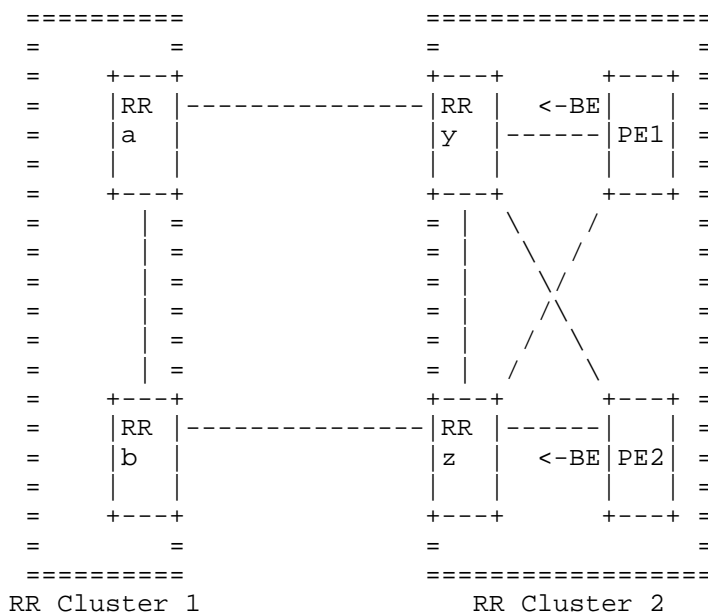 RR RR <-BE
a y PE1
RR RR
b z <-BE PE2
RR Cluster 1 RR Cluster 2